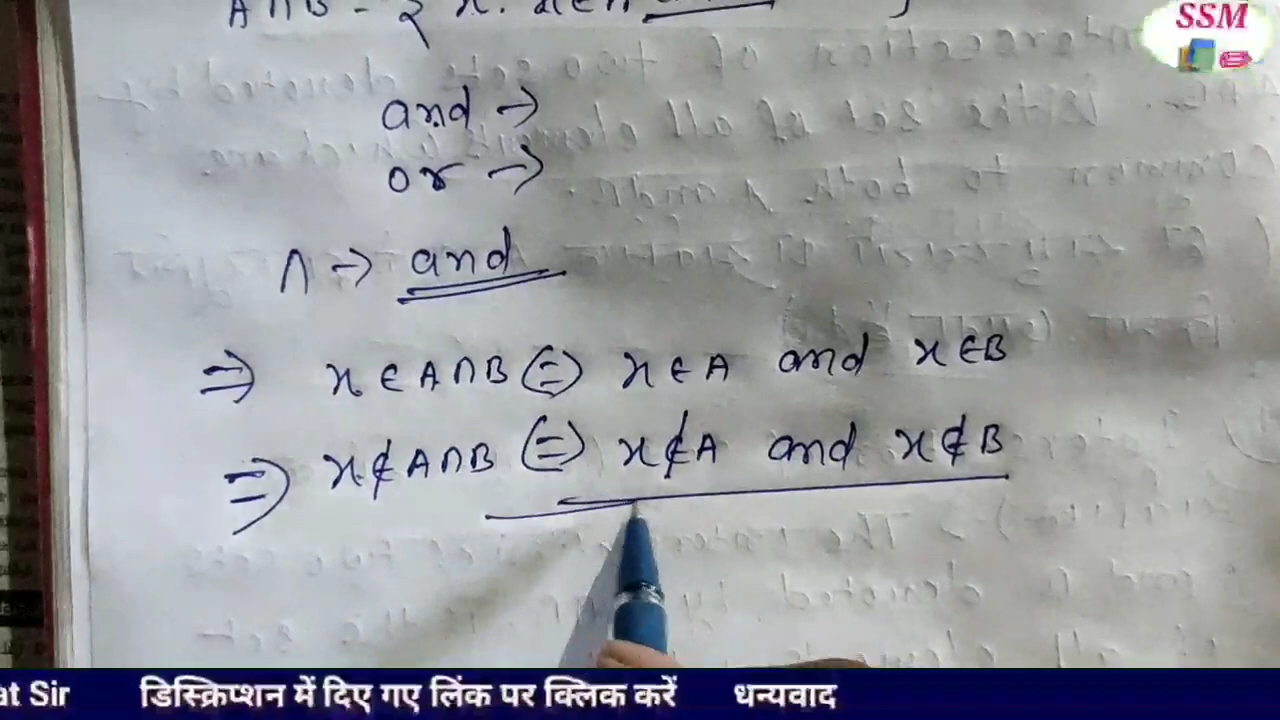 A∩B = { x: x∈A
SSM
and →
or →
∩ → and
⇒ x ∈ A∩B ⇔ x ∈ A and x ∈ B
⇒ x ∉ A∩B ⇔ x ∉ A and x ∉ B
at Sir डिस्क्रिप्शन में दिए गए लिंक पर क्लिक करें धन्यवाद